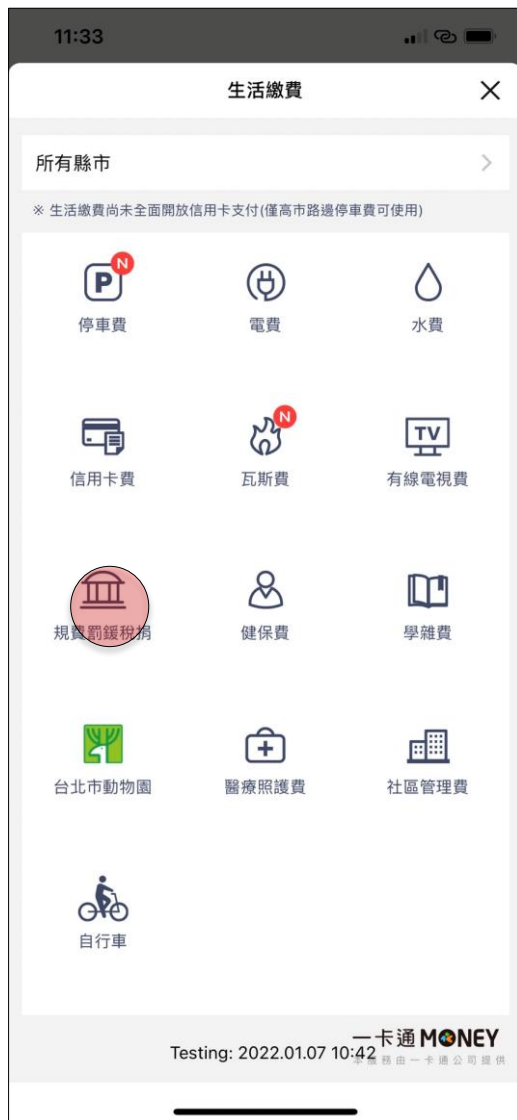 11:33
生活繳費
所有縣市
※ 生活繳費尚未全面開放信用卡支付(僅高市路邊停車費可使用)
P N
停車費 電費 水費
N TV
信用卡費 瓦斯費 有線電視費
規費罰鍰稅捐 健保費 學雜費
台北市動物園 醫療照護費 社區管理費
自行車
一卡通 MONEY
Testing: 2022.01.07 10:42
本服務由一卡通公司提供